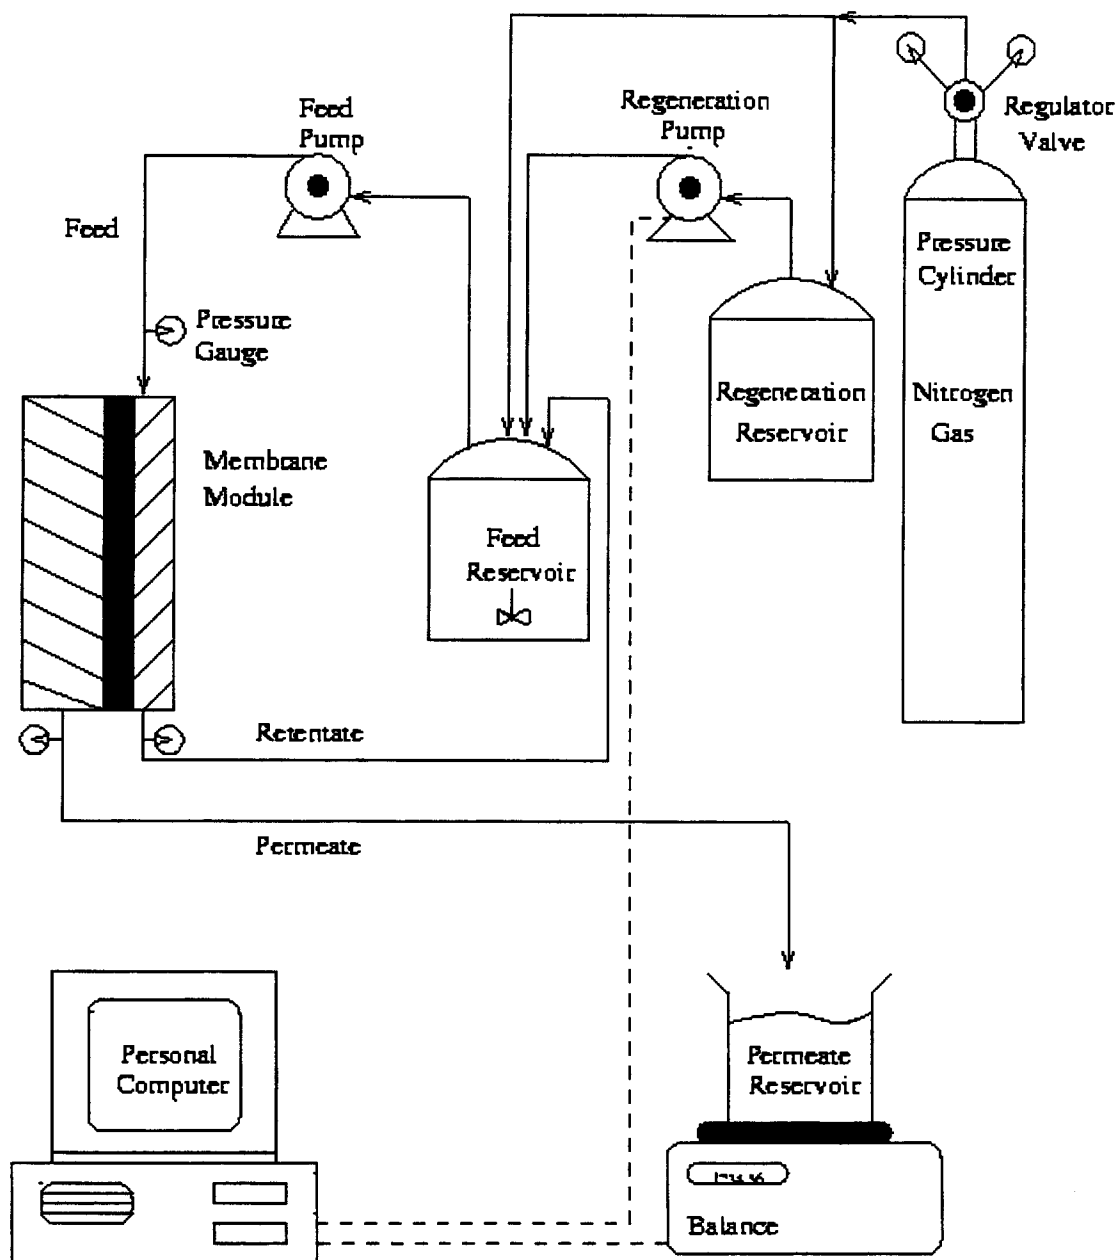 Feed
Pump
Regeneration
Pump
Regulator
Valve
Feed
Pressure
Cylinder
Pressure
Gauge
Regeneration
Reservoir
Nitrogen
Gas
Membrane
Module
Feed
Reservoir
Retentate
Permeate
Personal
Computer
Permeate
Reservoir
Balance